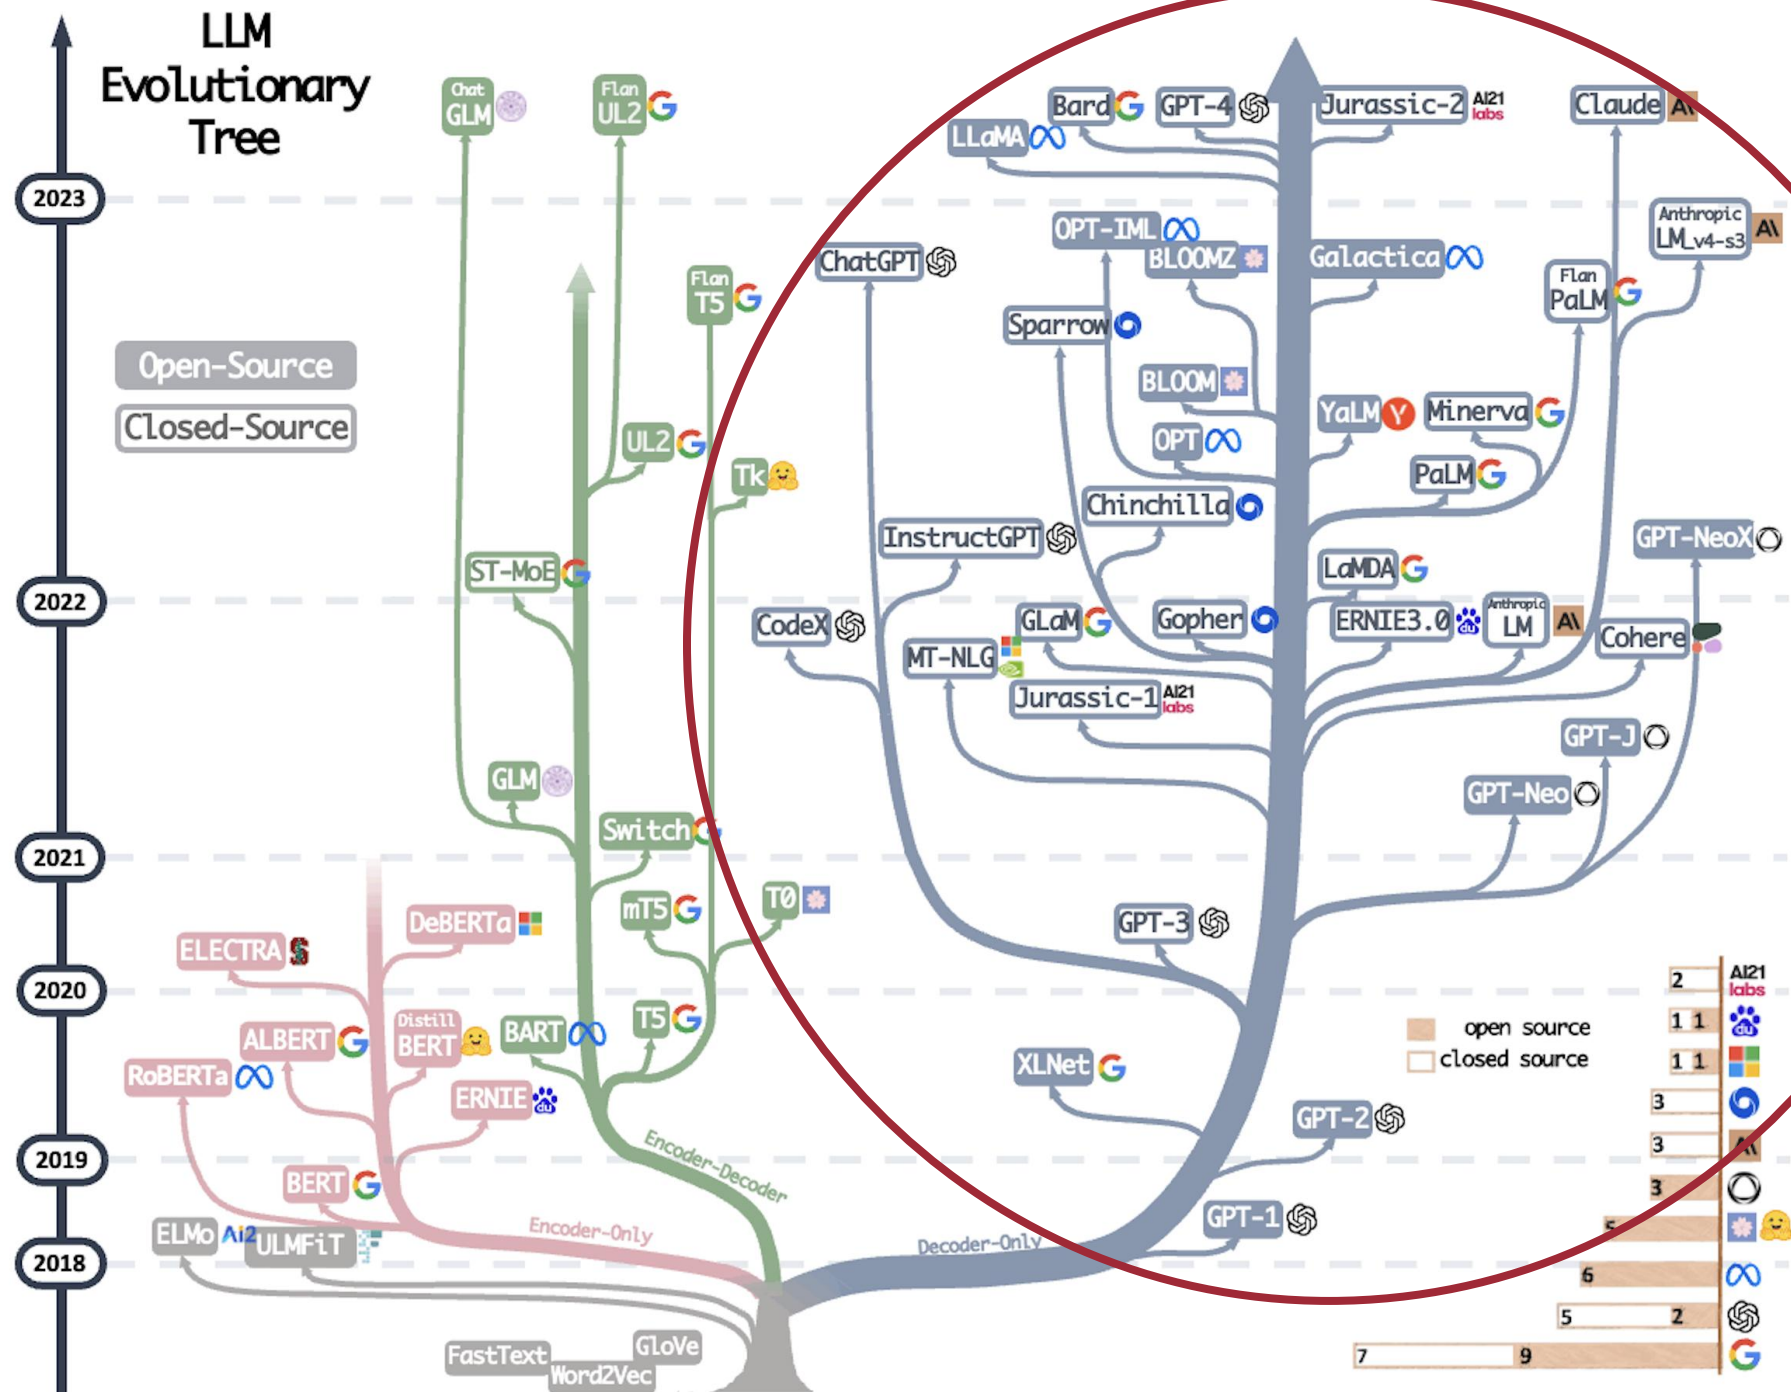 LLM
Evolutionary
Tree
2023
2022
2021
2020
2019
2018
Open-Source
Closed-Source
Chat
GLM
Flan
UL2
Flan
T5
UL2
Tk
ST-MoE
GLM
Switch
mT5
T0
T5
BART
DeBERTa
ELECTRA
Distill
BERT
ALBERT
RoBERTa
ERNIE
BERT
ELMo
Ai2
ULMFiT
FastText
GloVe
Word2Vec
Encoder-Only
Encoder-Decoder
Decoder-Only
Bard
GPT-4
Jurassic-2
AI21
labs
Claude
A\
LLaMA
OPT-IML
BLOOMZ
Galactica
Anthropic
LM_v4-s3
A\
ChatGPT
Flan
PaLM
Sparrow
BLOOM
YaLM
Minerva
OPT
PaLM
Chinchilla
InstructGPT
GPT-NeoX
LaMDA
CodeX
GLaM
Gopher
ERNIE3.0
du
Anthropic
LM
A\
Cohere
MT-NLG
Jurassic-1
AI21
labs
GPT-J
GPT-Neo
GPT-3
XLNet
GPT-2
GPT-1
open source
closed source
2
AI21
labs
1 1
du
1 1
3
3
A\
3
5
6
5 2
7 9